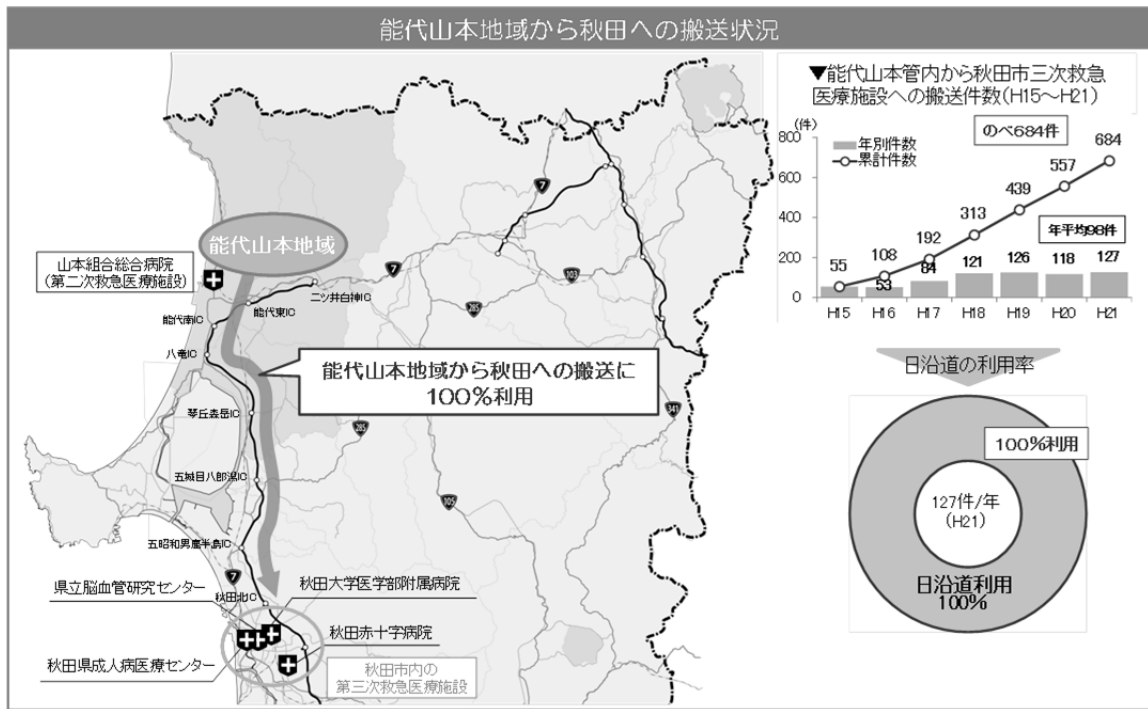 能代山本地域から秋田への搬送状況
能代山本地域
山本組合総合病院
(第二次救急医療施設)
7
7
103
285
二ツ井白神IC
能代東IC
能代南IC
八竜IC
能代山本地域から秋田への搬送に
100%利用
341
285
琴丘森岳IC
五城目八郎潟IC
105
五昭和男鹿半島IC
7
秋田北IC
県立脳血管研究センター
秋田大学医学部附属病院
秋田赤十字病院
秋田県成人病医療センター
秋田市内の
第三次救急医療施設
▼能代山本管内から秋田市三次救急
医療施設への搬送件数(H15～H21)
(件)
のべ684件
年別件数
累計件数
800
600
400
200
0
55
108
192
313
439
557
684
年平均98件
53
84
121
126
118
127
H15
H16
H17
H18
H19
H20
H21
日沿道の利用率
100%利用
127件/年
(H21)
日沿道利用
100%